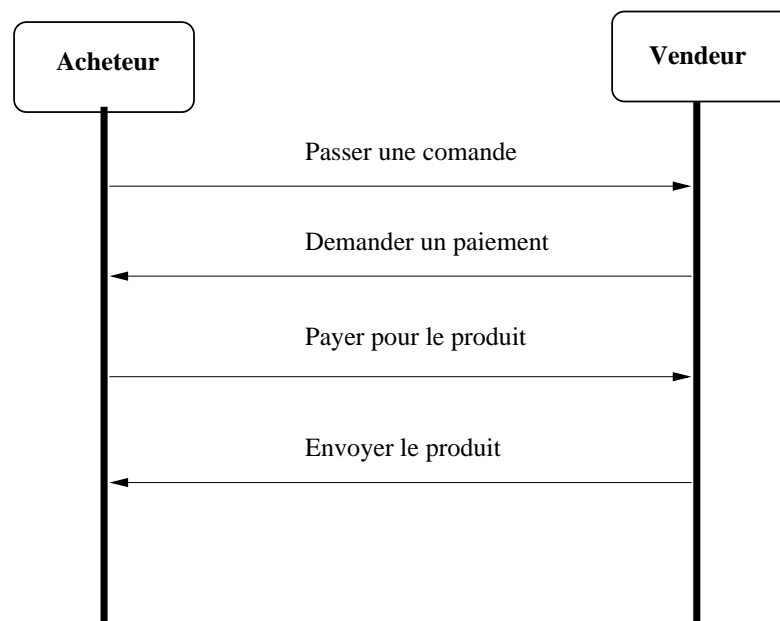 Acheteur
Vendeur
Passer une comande
Demander un paiement
Payer pour le produit
Envoyer le produit